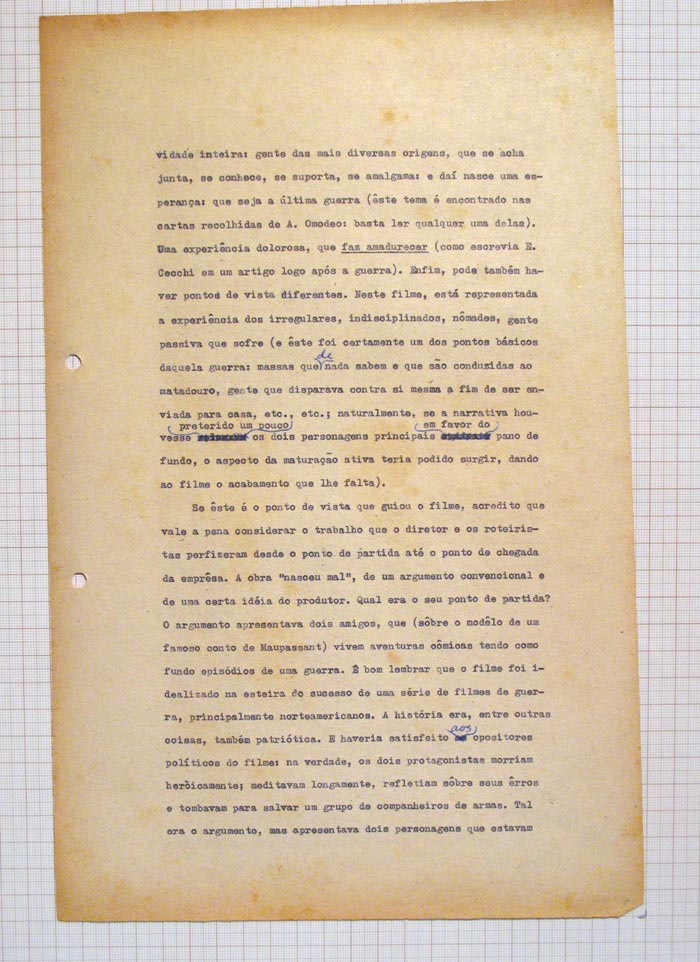 vidade inteira: gente das mais diversas origens, que se acha
junta, se conhece, se suporta, se amalgama: e daí nasce uma es-
perança: que seja a última guerra (êste tema é encontrado nas
cartas recolhidas de A. Omodeo: basta ler qualquer uma delas).
Uma experiência dolorosa, que faz amadurecer (como escrevia E.
Cecchi em um artigo logo após a guerra). Enfim, pode também ha-
ver pontos de vista diferentes. Neste filme, está representada
a experiência dos irregulares, indisciplinados, nômades, gente
passiva que sofre (e êste foi certamente um dos pontos básicos
daquela guerra: massas que de nada sabem e que são conduzidas ao
matadouro, gente que disparava contra si mesma a fim de ser en-
viada para casa, etc., etc.; naturalmente, se a narrativa hou-
vesse preterido um pouco os dois personagens principais em favor do pano de
fundo, o aspecto da maturação ativa teria podido surgir, dando
ao filme o acabamento que lhe falta).
Se êste é o ponto de vista que guiou o filme, acredito que
vale a pena considerar o trabalho que o diretor e os roteiris-
tas perfizeram desde o ponto de partida até o ponto de chegada
da emprêsa. A obra "nasceu mal", de um argumento convencional e
de uma certa idéia do produtor. Qual era o seu ponto de partida?
O argumento apresentava dois amigos, que (sôbre o modêlo de um
famoso conto de Maupassant) vivem aventuras cômicas tendo como
fundo episódios de uma guerra. É bom lembrar que o filme foi i-
dealizado na esteira do sucesso de uma série de filmes de guer-
ra, principalmente norteamericanos. A história era, entre outras
coisas, também patriótica. E haveria satisfeito aos opositores
políticos do filme: na verdade, os dois protagonistas morriam
heròicamente; meditavam longamente, refletiam sôbre seus êrros
e tombavam para salvar um grupo de companheiros de armas. Tal
era o argumento, mas apresentava dois personagens que estavam